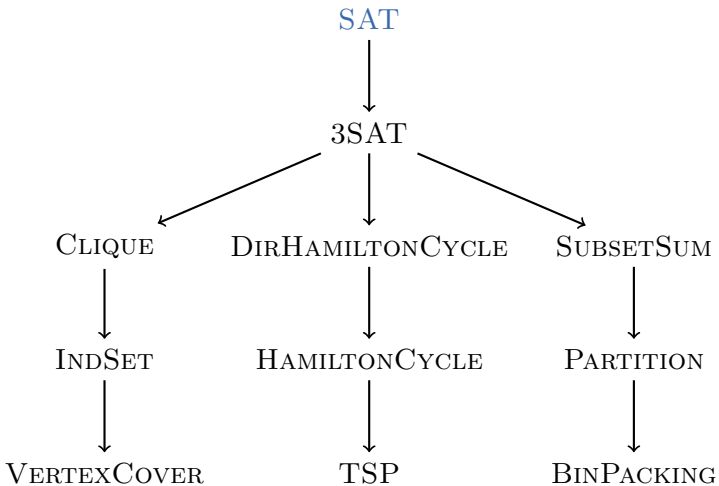 SAT
3SAT
CLIQUE DIRHAMILTONCYCLE SUBSETSUM
INDSET HAMILTONCYCLE PARTITION
VERTEXCOVER TSP BINPACKING